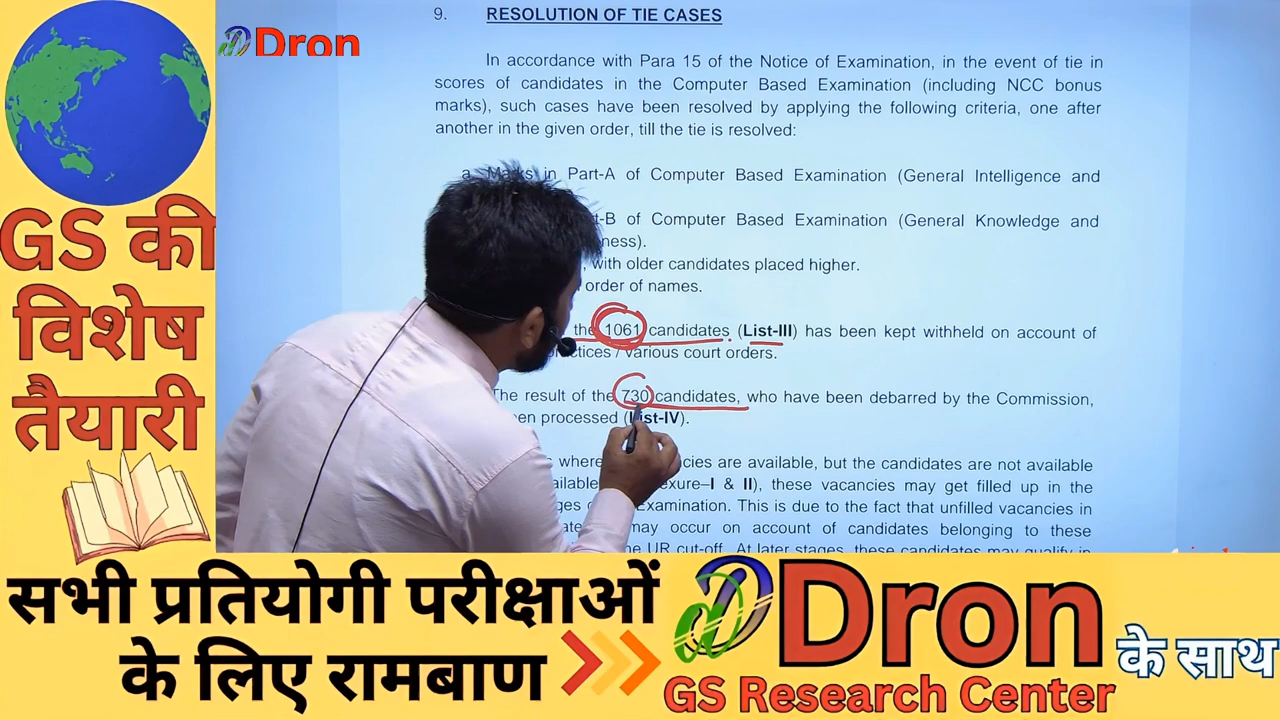 Dron
9. RESOLUTION OF TIE CASES
In accordance with Para 15 of the Notice of Examination, in the event of tie in
scores of candidates in the Computer Based Examination (including NCC bonus
marks), such cases have been resolved by applying the following criteria, one after
another in the given order, till the tie is resolved:
a. Marks in Part-A of Computer Based Examination (General Intelligence and
-B of Computer Based Examination (General Knowledge and
with older candidates placed higher.
order of names.
the 1061 candidates (List-III) has been kept withheld on account of
/ various court orders.
The result of the 730 candidates, who have been debarred by the Commission,
processed (List-IV).
where are available, but the candidates are not available
I & II), these vacancies may get filled up in the
Examination. This is due to the fact that unfilled vacancies in
may occur on account of candidates belonging to these
UR cut-off. At later stages, these candidates may qualify in
GS की
विशेष
तैयारी
सभी प्रतियोगी परीक्षाओं
के लिए रामबाण
Dron
GS Research Center
के साथ